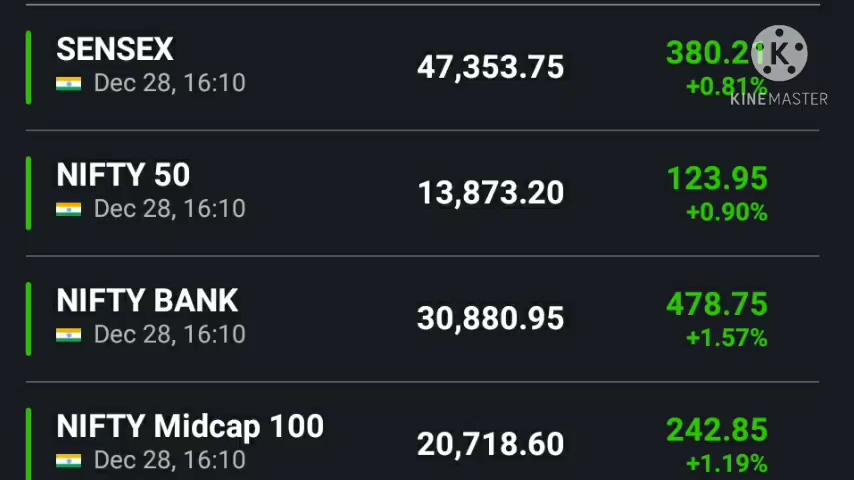 SENSEX
Dec 28, 16:10
47,353.75
380.21
+0.81%
K
KINEMASTER
NIFTY 50
Dec 28, 16:10
13,873.20
123.95
+0.90%
NIFTY BANK
Dec 28, 16:10
30,880.95
478.75
+1.57%
NIFTY Midcap 100
Dec 28, 16:10
20,718.60
242.85
+1.19%